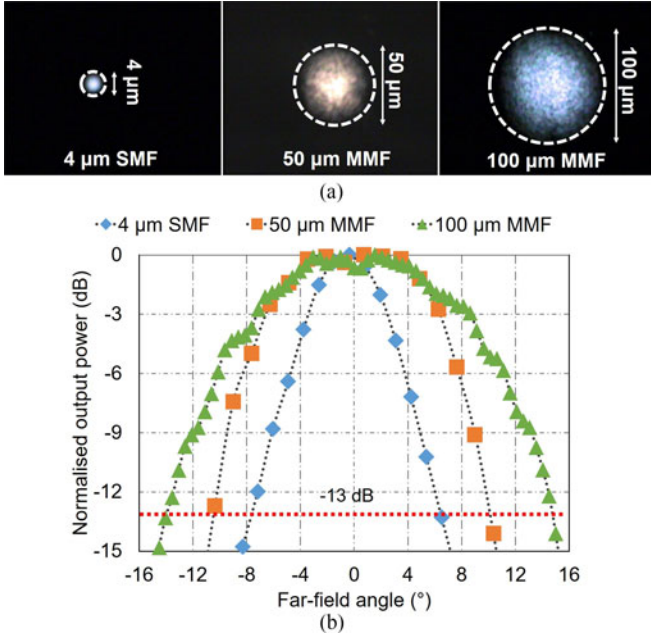 4 µm
50 µm
100 µm
4 µm SMF
50 µm MMF
100 µm MMF
(a)
4 µm SMF 50 µm MMF 100 µm MMF
Normalised output power (dB)
0
-3
-6
-9
-12
-15
-13 dB
-16 -12 -8 -4 0 4 8 12 16
Far-field angle (°)
(b)